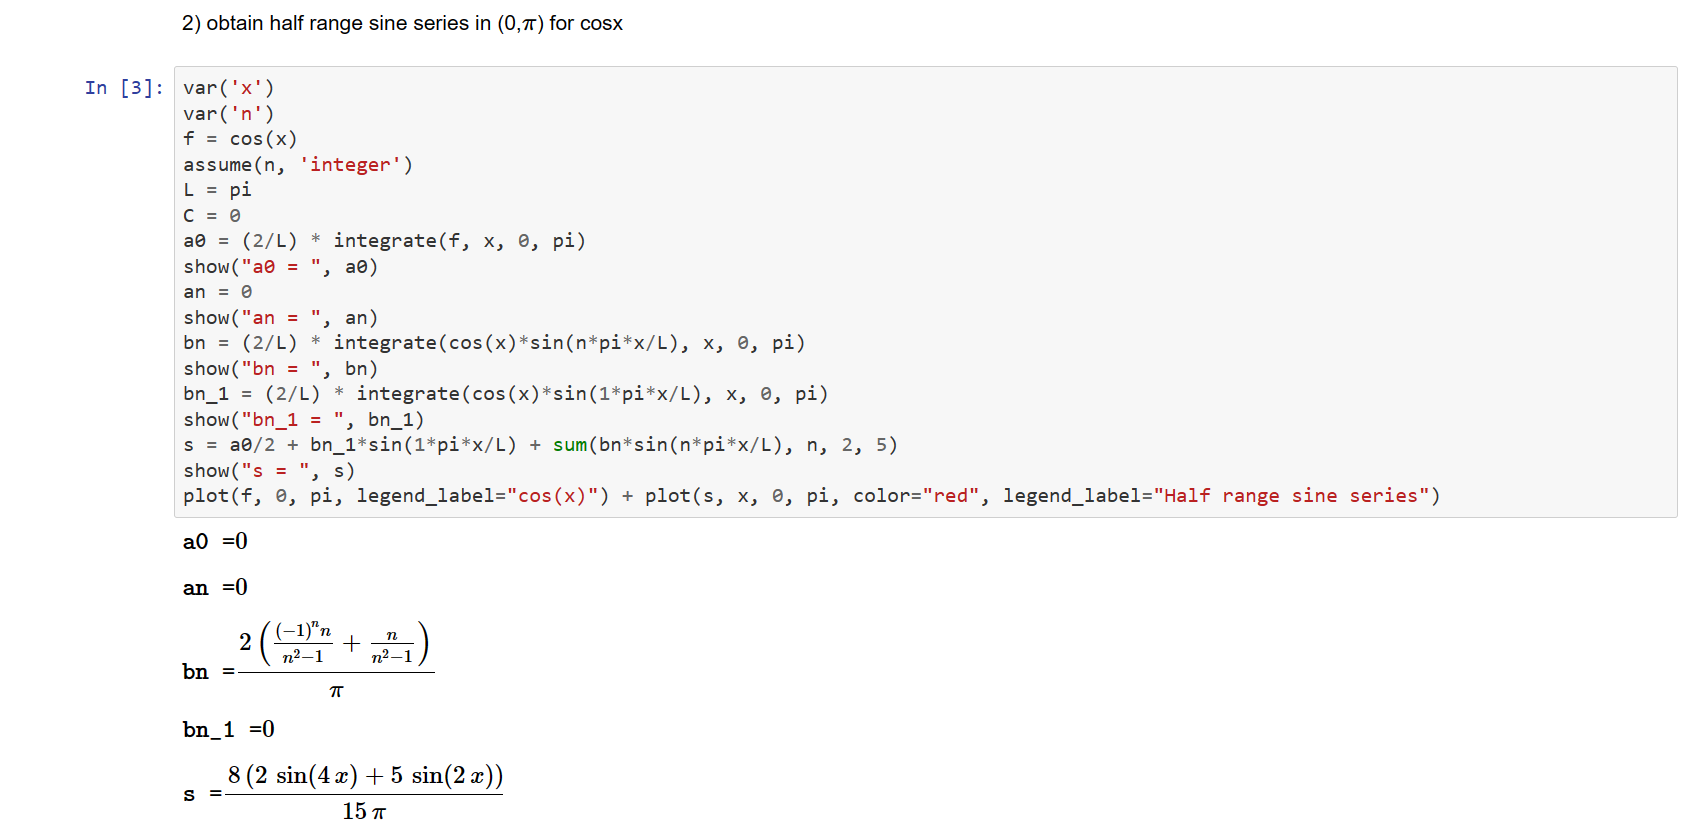 2) obtain half range sine series in (0,π) for cosx
In [3]:
var('x')
var('n')
f = cos(x)
assume(n, 'integer')
L = pi
C = 0
a0 = (2/L) * integrate(f, x, 0, pi)
show("a0 = ", a0)
an = 0
show("an = ", an)
bn = (2/L) * integrate(cos(x)*sin(n*pi*x/L), x, 0, pi)
show("bn = ", bn)
bn_1 = (2/L) * integrate(cos(x)*sin(1*pi*x/L), x, 0, pi)
show("bn_1 = ", bn_1)
s = a0/2 + bn_1*sin(1*pi*x/L) + sum(bn*sin(n*pi*x/L), n, 2, 5)
show("s = ", s)
plot(f, 0, pi, legend_label="cos(x)") + plot(s, x, 0, pi, color="red", legend_label="Half range sine series")
a0 =0
an =0
bn = 2 ( (−1)^n n / n²−1 + n / n²−1 ) / π
bn_1 =0
s = 8 (2 sin(4 x) + 5 sin(2 x)) / 15 π